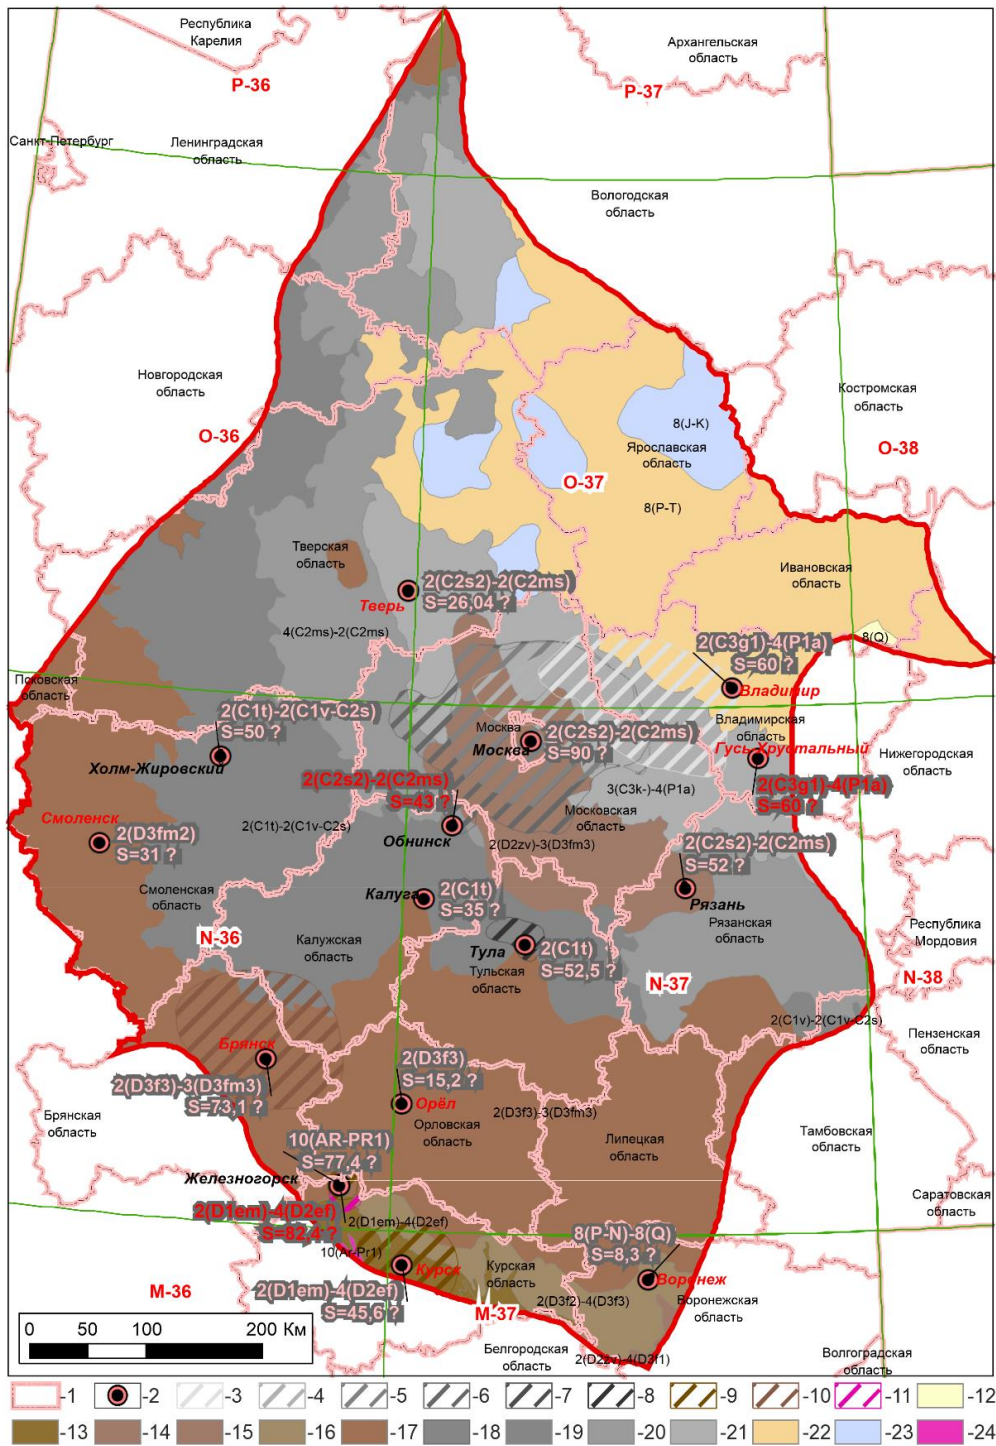 Республика
Карелия
Архангельская
область
P-36
P-37
Санкт-Петербург
Ленинградская
область
Вологодская
область
Новгородская
область
Костромская
область
8(J-K)
O-36
Ярославская
область
O-38
O-37
8(P-T)
Тверская
область
Ивановская
область
2(C2s2)-2(C2ms)
S=26,04 ?
Тверь
4(C2ms)-2(C2ms)
8(Q)
2(C3g1)-4(P1a)
S=60 ?
Псковская
область
Владимир
2(C1t)-2(C1v-C2s)
S=50 ?
Владимирская
область
Москва
2(C2s2)-2(C2ms)
S=90 ?
Москва
Гусь Хрустальный
Нижегородская
область
Холм-Жировский
2(C2s2)-2(C2ms)
S=43 ?
2(C3g1)-4(P1a)
S=60 ?
3(C3k-)-4(P1a)
Московская
область
Смоленск
2(C1t)-2(C1v-C2s)
2(D3fm2)
S=31 ?
Обнинск
2(D2zv)-3(D3fm3)
2(C2s2)-2(C2ms)
S=52 ?
Смоленская
область
Калуга
2(C1t)
S=35 ?
Рязань
Рязанская
область
Республика
Мордовия
N-36
Калужская
область
Тула
2(C1t)
S=52,5 ?
Тульская
область
N-37
N-38
2(C1v)-2(C1v-C2s)
Пензенская
область
Брянск
2(D3f3)-3(D3fm3)
S=73,1 ?
2(D3f3)
S=15,2 ?
Орёл
Брянская
область
Орловская
область
2(D3f3)-3(D3fm3)
Липецкая
область
Тамбовская
область
10(AR-PR1)
S=77,4 ?
Железногорск
Саратовская
область
2(D1em)-4(D2ef)
S=82,4 ?
2(D1em)-4(D2ef)
10(Ar-Pr1)
8(P-N)-8(Q)
S=8,3 ?
Курск
Курская
область
Воронеж
M-36
2(D1em)-4(D2ef)
S=45,6 ?
2(D3f2)-4(D3f3)
Воронежская
область
M-37
0 50 100 200 Км
Белгородская
область
2(D2zv)-4(D3f1)
Волгоградская
область
-1 -2 -3 -4 -5 -6 -7 -8 -9 -10 -11 -12
-13 -14 -15 -16 -17 -18 -19 -20 -21 -22 -23 -24